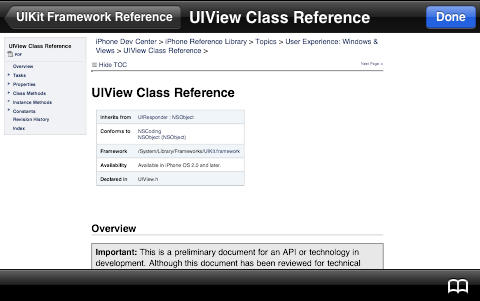 UIKit Framework Reference
UIView Class Reference
Done
UIView Class Reference
PDF
Overview
Tasks
Properties
Class Methods
Instance Methods
Constants
Revision History
Index
iPhone Dev Center > iPhone Reference Library > Topics > User Experience: Windows &
Views > UIView Class Reference >
Hide TOC
Next Page >
UIView Class Reference
Inherits from UIResponder : NSObject
Conforms to NSCoding
NSObject (NSObject)
Framework /System/Library/Frameworks/UIKit.framework
Availability Available in iPhone OS 2.0 and later.
Declared in UIView.h
Overview
Important: This is a preliminary document for an API or technology in
development. Although this document has been reviewed for technical